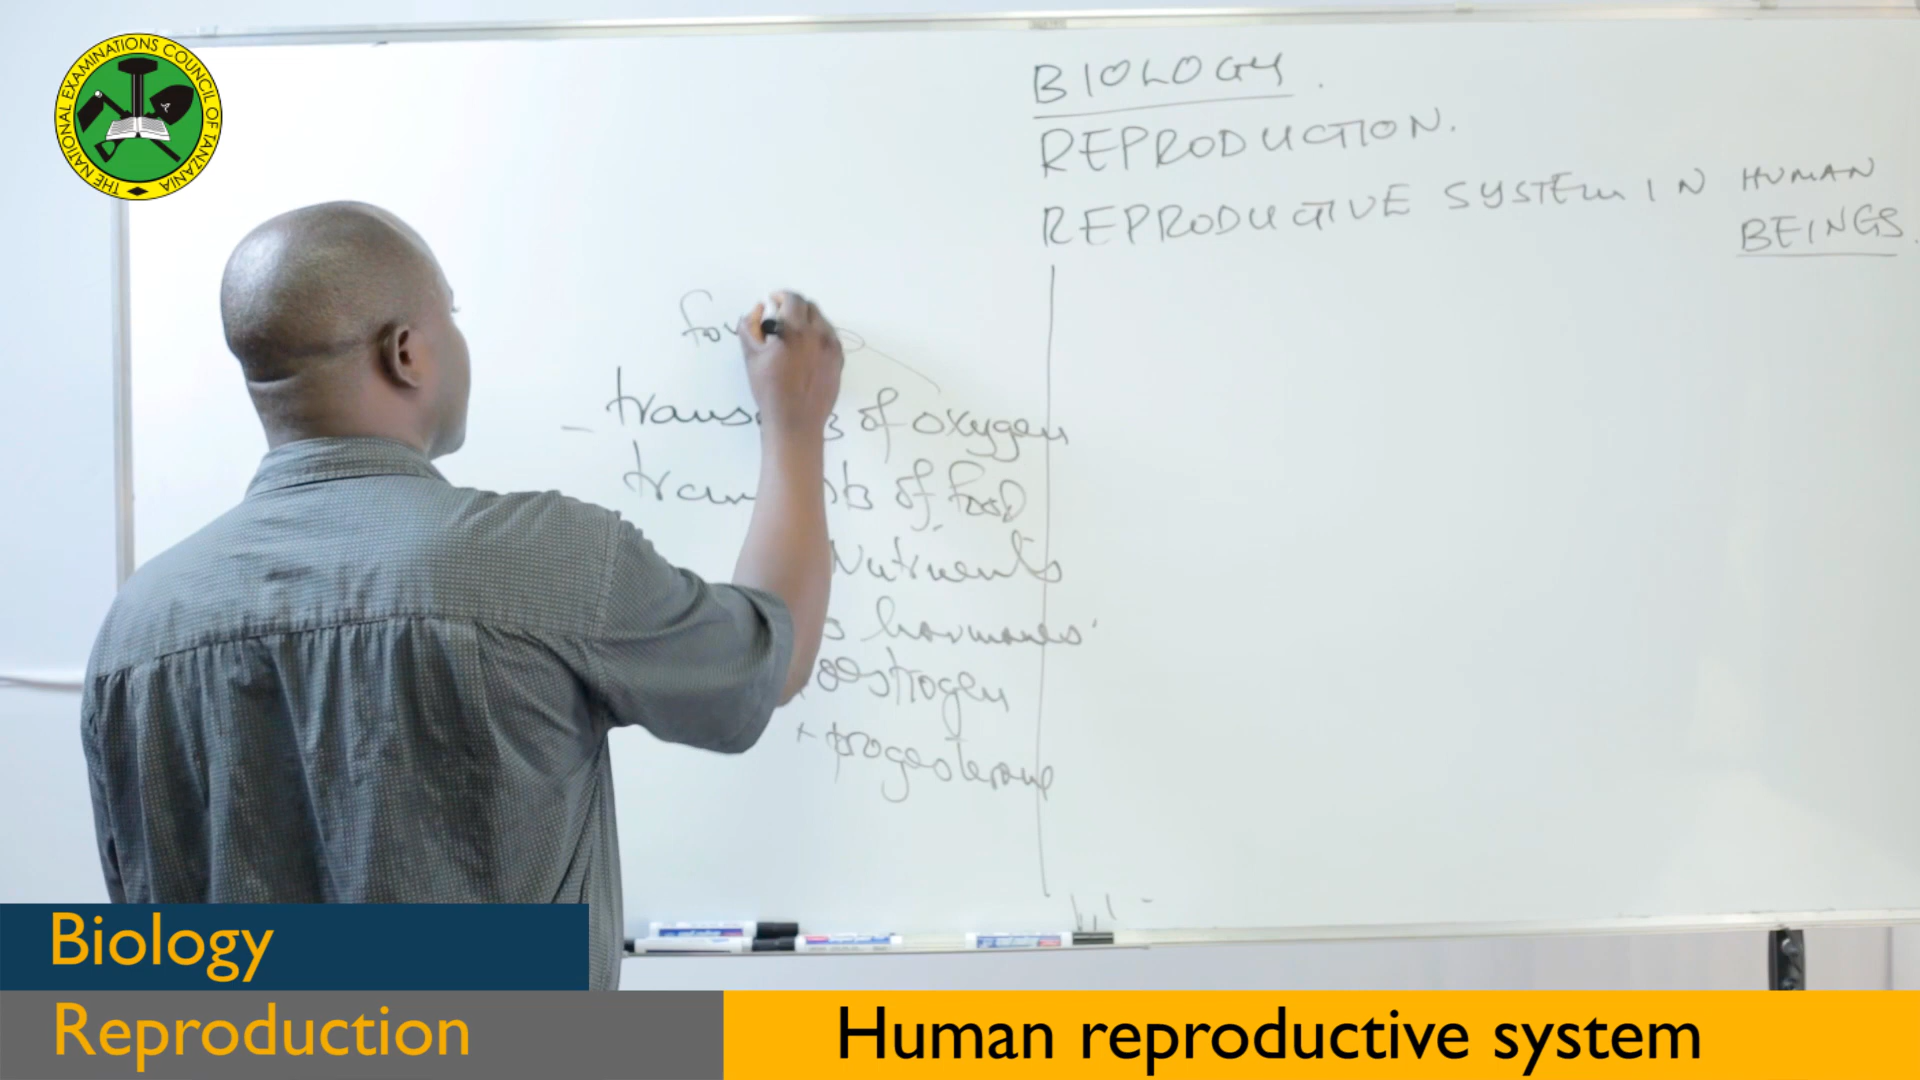 THE NATIONAL EXAMINATIONS COUNCIL OF TANZANIA
BIOLOGY.
REPRODUCTION.
REPRODUCTIVE SYSTEM IN HUMAN
BEINGS.
of oxygen
of food
Nutrients
hormones
oestrogen
+ progesterone
Biology
Reproduction
Human reproductive system